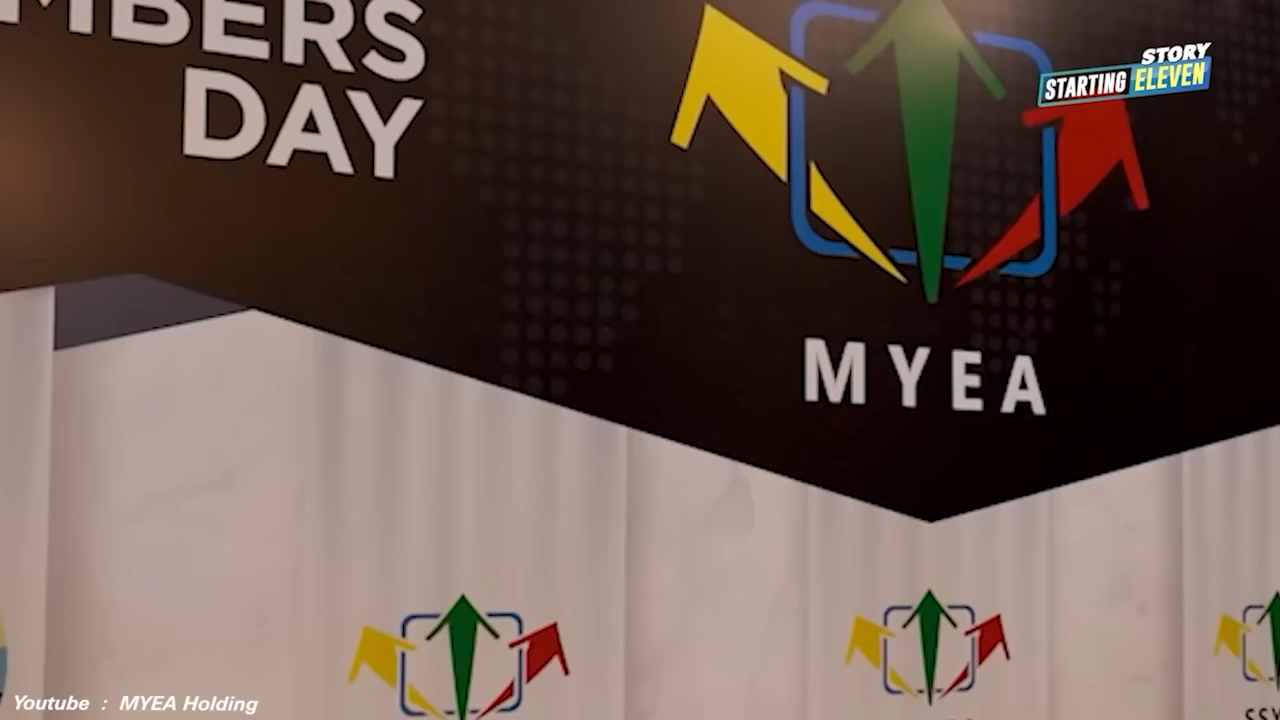 MBERS
DAY
STORY
STARTING ELEVEN
MYEA
Youtube : MYEA Holding